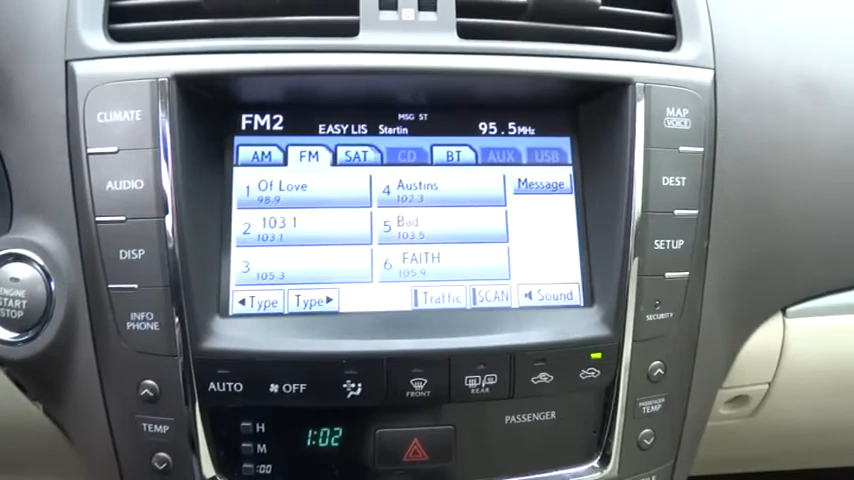 MSG ST
FM2 EASY LIS Startin 95.5MHz
AM FM SAT CD BT AUX USB
1 Of Love 98.9
4 Austins 102.3
Message
2 103.1 103.1
5 Bad 103.5
3 105.3
6 FAITH 105.9
◄Type Type► Traffic SCAN Sound
CLIMATE
AUDIO
DISP
INFO
PHONE
TEMP
MAP
VOICE
DEST
SETUP
SECURITY
PASSENGER
TEMP
Engine
START
STOP
AUTO OFF FRONT REAR
PASSENGER
H
M
:00
1:02